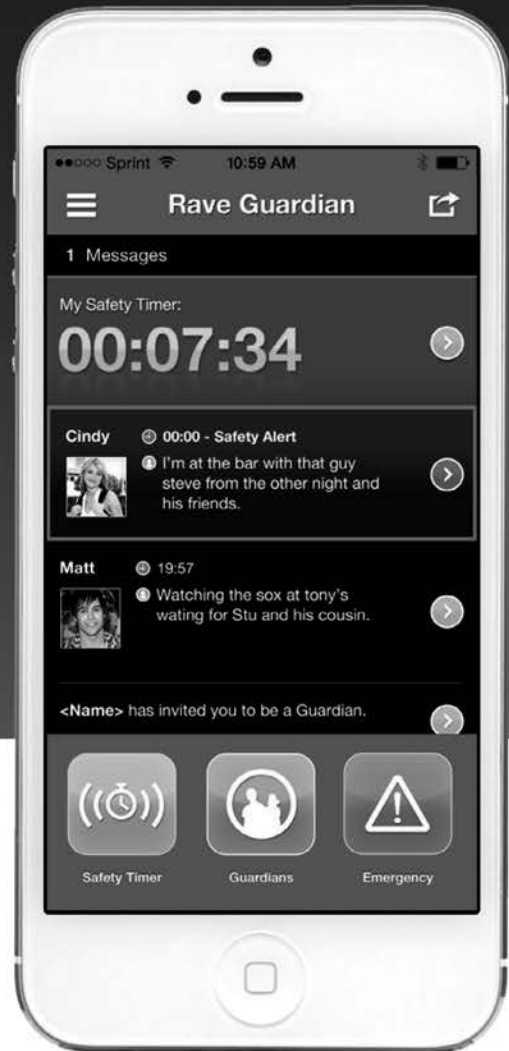 Sprint 10:59 AM
Rave Guardian
1 Messages
My Safety Timer:
00:07:34
Cindy 00:00 - Safety Alert
I'm at the bar with that guy
steve from the other night and
his friends.
Matt 19:57
Watching the sox at tony's
wating for Stu and his cousin.
<Name> has invited you to be a Guardian.
Safety Timer Guardians Emergency